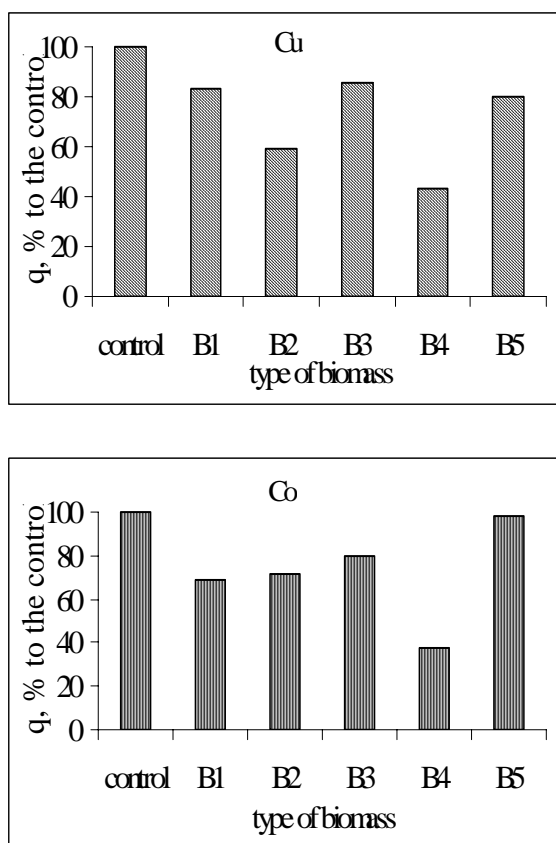 Cu
q, % to the contro
100
80
60
40
20
0
control B1 B2 B3 B4 B5
type of biomass
Co
q, % to the contro
100
80
60
40
20
0
control B1 B2 B3 B4 B5
type of biomass